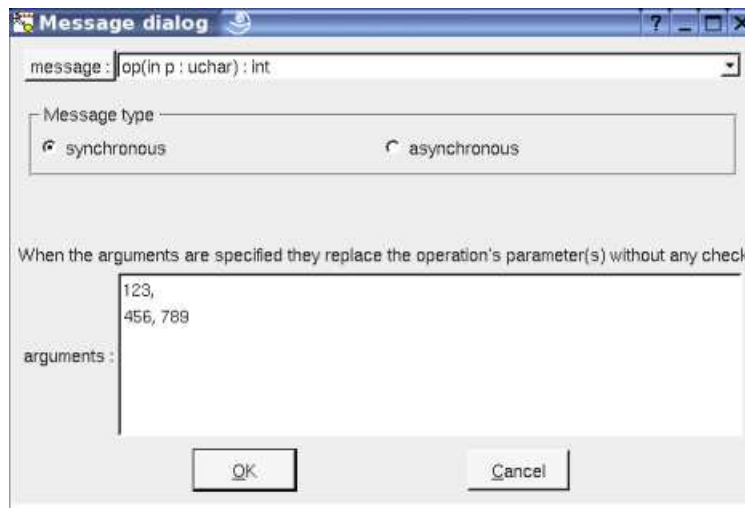 Message dialog
?
message : op(in p : uchar) : int
Message type
synchronous asynchronous
When the arguments are specified they replace the operation's parameter(s) without any check
123,
456, 789
arguments :
OK Cancel